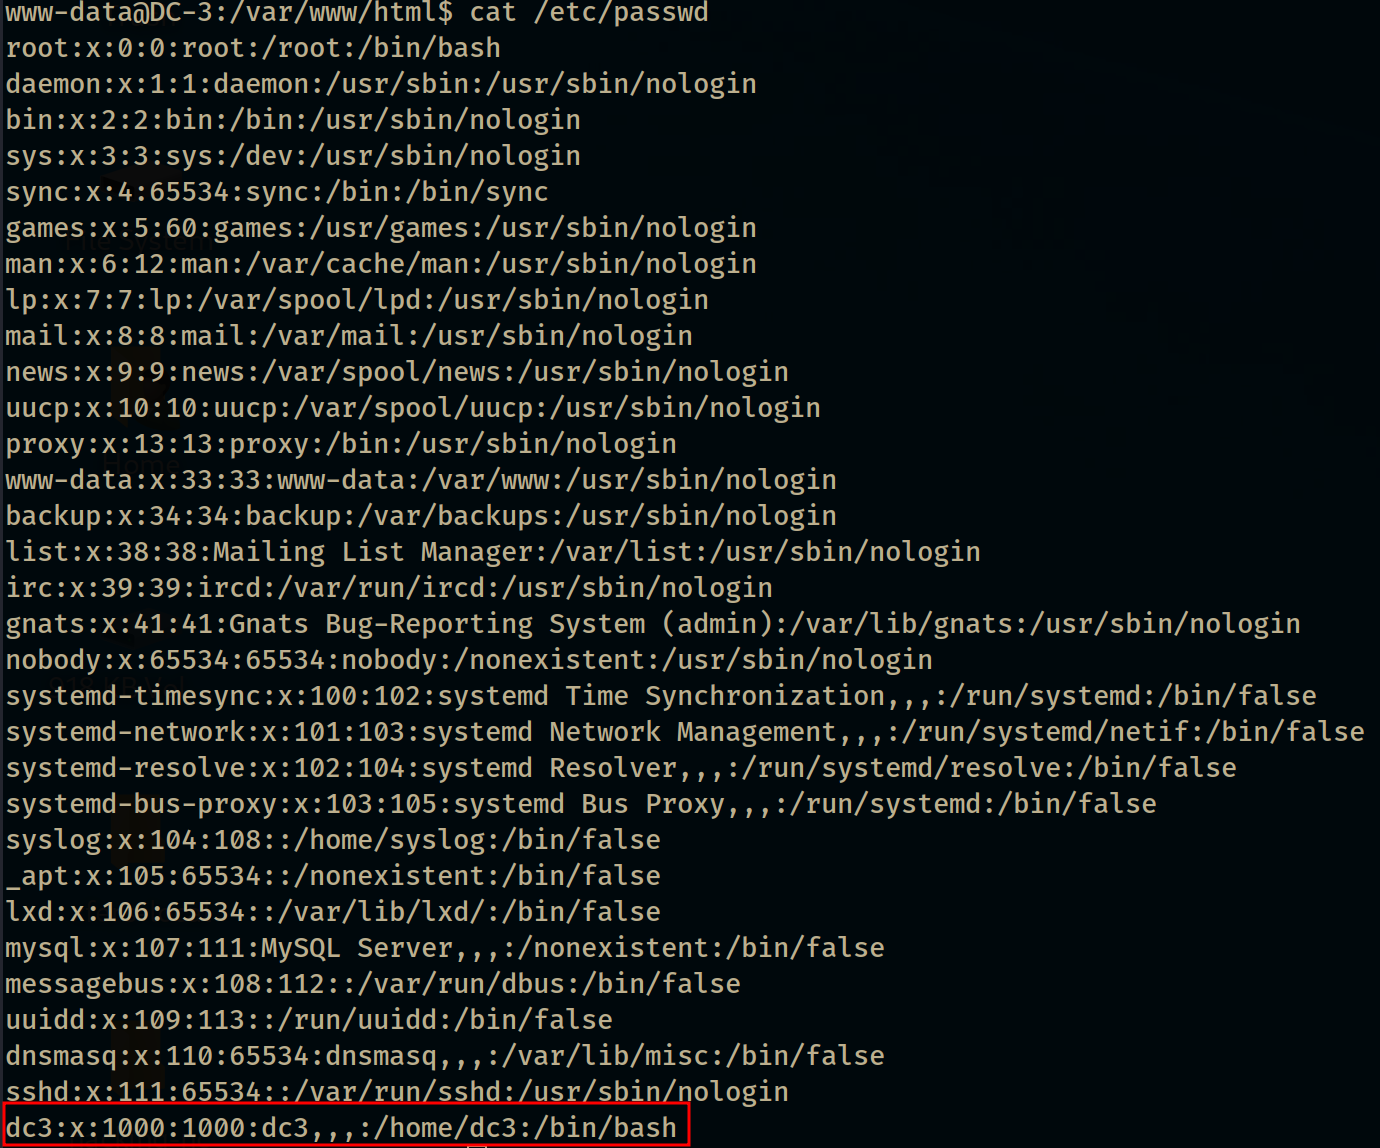 www-data@DC-3:/var/www/html$ cat /etc/passwd
root:x:0:0:root:/root:/bin/bash
daemon:x:1:1:daemon:/usr/sbin:/usr/sbin/nologin
bin:x:2:2:bin:/bin:/usr/sbin/nologin
sys:x:3:3:sys:/dev:/usr/sbin/nologin
sync:x:4:65534:sync:/bin:/bin/sync
games:x:5:60:games:/usr/games:/usr/sbin/nologin
man:x:6:12:man:/var/cache/man:/usr/sbin/nologin
lp:x:7:7:lp:/var/spool/lpd:/usr/sbin/nologin
mail:x:8:8:mail:/var/mail:/usr/sbin/nologin
news:x:9:9:news:/var/spool/news:/usr/sbin/nologin
uucp:x:10:10:uucp:/var/spool/uucp:/usr/sbin/nologin
proxy:x:13:13:proxy:/bin:/usr/sbin/nologin
www-data:x:33:33:www-data:/var/www:/usr/sbin/nologin
backup:x:34:34:backup:/var/backups:/usr/sbin/nologin
list:x:38:38:Mailing List Manager:/var/list:/usr/sbin/nologin
irc:x:39:39:ircd:/var/run/ircd:/usr/sbin/nologin
gnats:x:41:41:Gnats Bug-Reporting System (admin):/var/lib/gnats:/usr/sbin/nologin
nobody:x:65534:65534:nobody:/nonexistent:/usr/sbin/nologin
systemd-timesync:x:100:102:systemd Time Synchronization,,,:/run/systemd:/bin/false
systemd-network:x:101:103:systemd Network Management,,,:/run/systemd/netif:/bin/false
systemd-resolve:x:102:104:systemd Resolver,,,:/run/systemd/resolve:/bin/false
systemd-bus-proxy:x:103:105:systemd Bus Proxy,,,:/run/systemd:/bin/false
syslog:x:104:108::/home/syslog:/bin/false
_apt:x:105:65534::/nonexistent:/bin/false
lxd:x:106:65534::/var/lib/lxd/:/bin/false
mysql:x:107:111:MySQL Server,,,:/nonexistent:/bin/false
messagebus:x:108:112::/var/run/dbus:/bin/false
uuidd:x:109:113::/run/uuidd:/bin/false
dnsmasq:x:110:65534:dnsmasq,,,:/var/lib/misc:/bin/false
sshd:x:111:65534::/var/run/sshd:/usr/sbin/nologin
dc3:x:1000:1000:dc3,,,:/home/dc3:/bin/bash